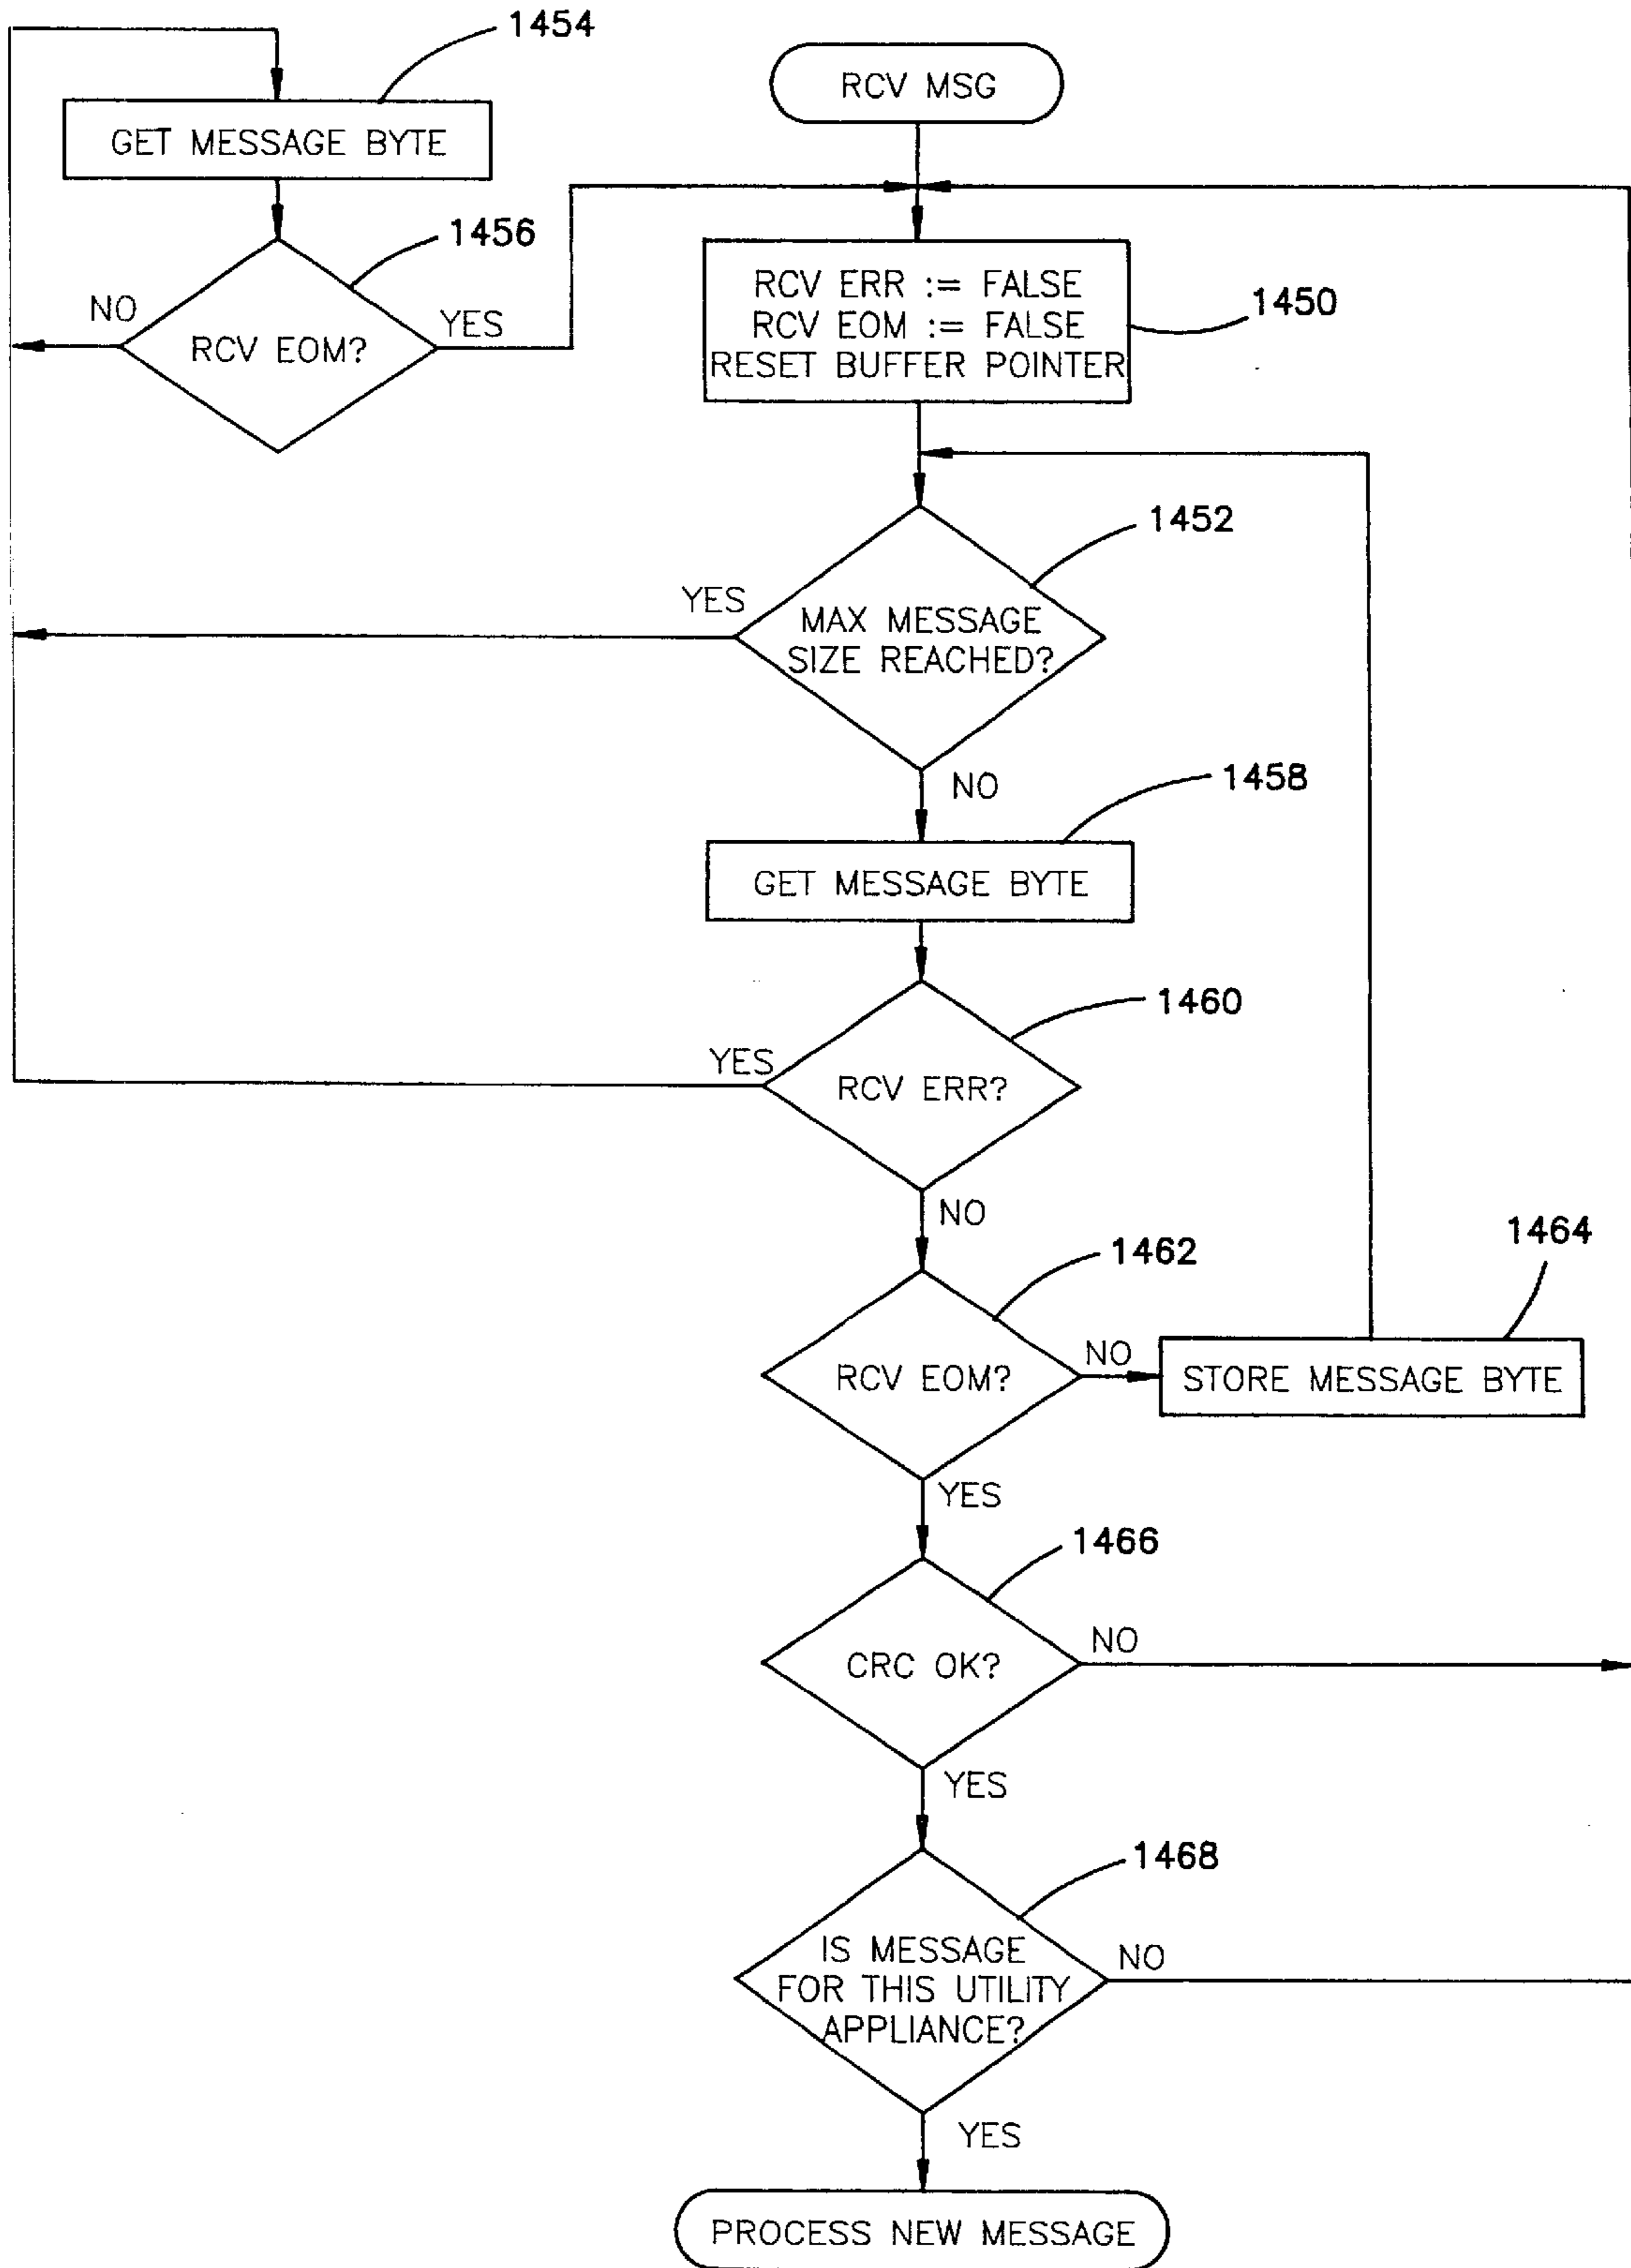 1454
RCV MSG
GET MESSAGE BYTE
1456
NO
YES
RCV EOM?
RCV ERR := FALSE
RCV EOM := FALSE
RESET BUFFER POINTER
1450
1452
YES
MAX MESSAGE
SIZE REACHED?
NO
1458
GET MESSAGE BYTE
1460
YES
RCV ERR?
NO
1462
1464
RCV EOM?
NO
STORE MESSAGE BYTE
YES
1466
CRC OK?
NO
YES
1468
IS MESSAGE
FOR THIS UTILITY
APPLIANCE?
NO
YES
PROCESS NEW MESSAGE